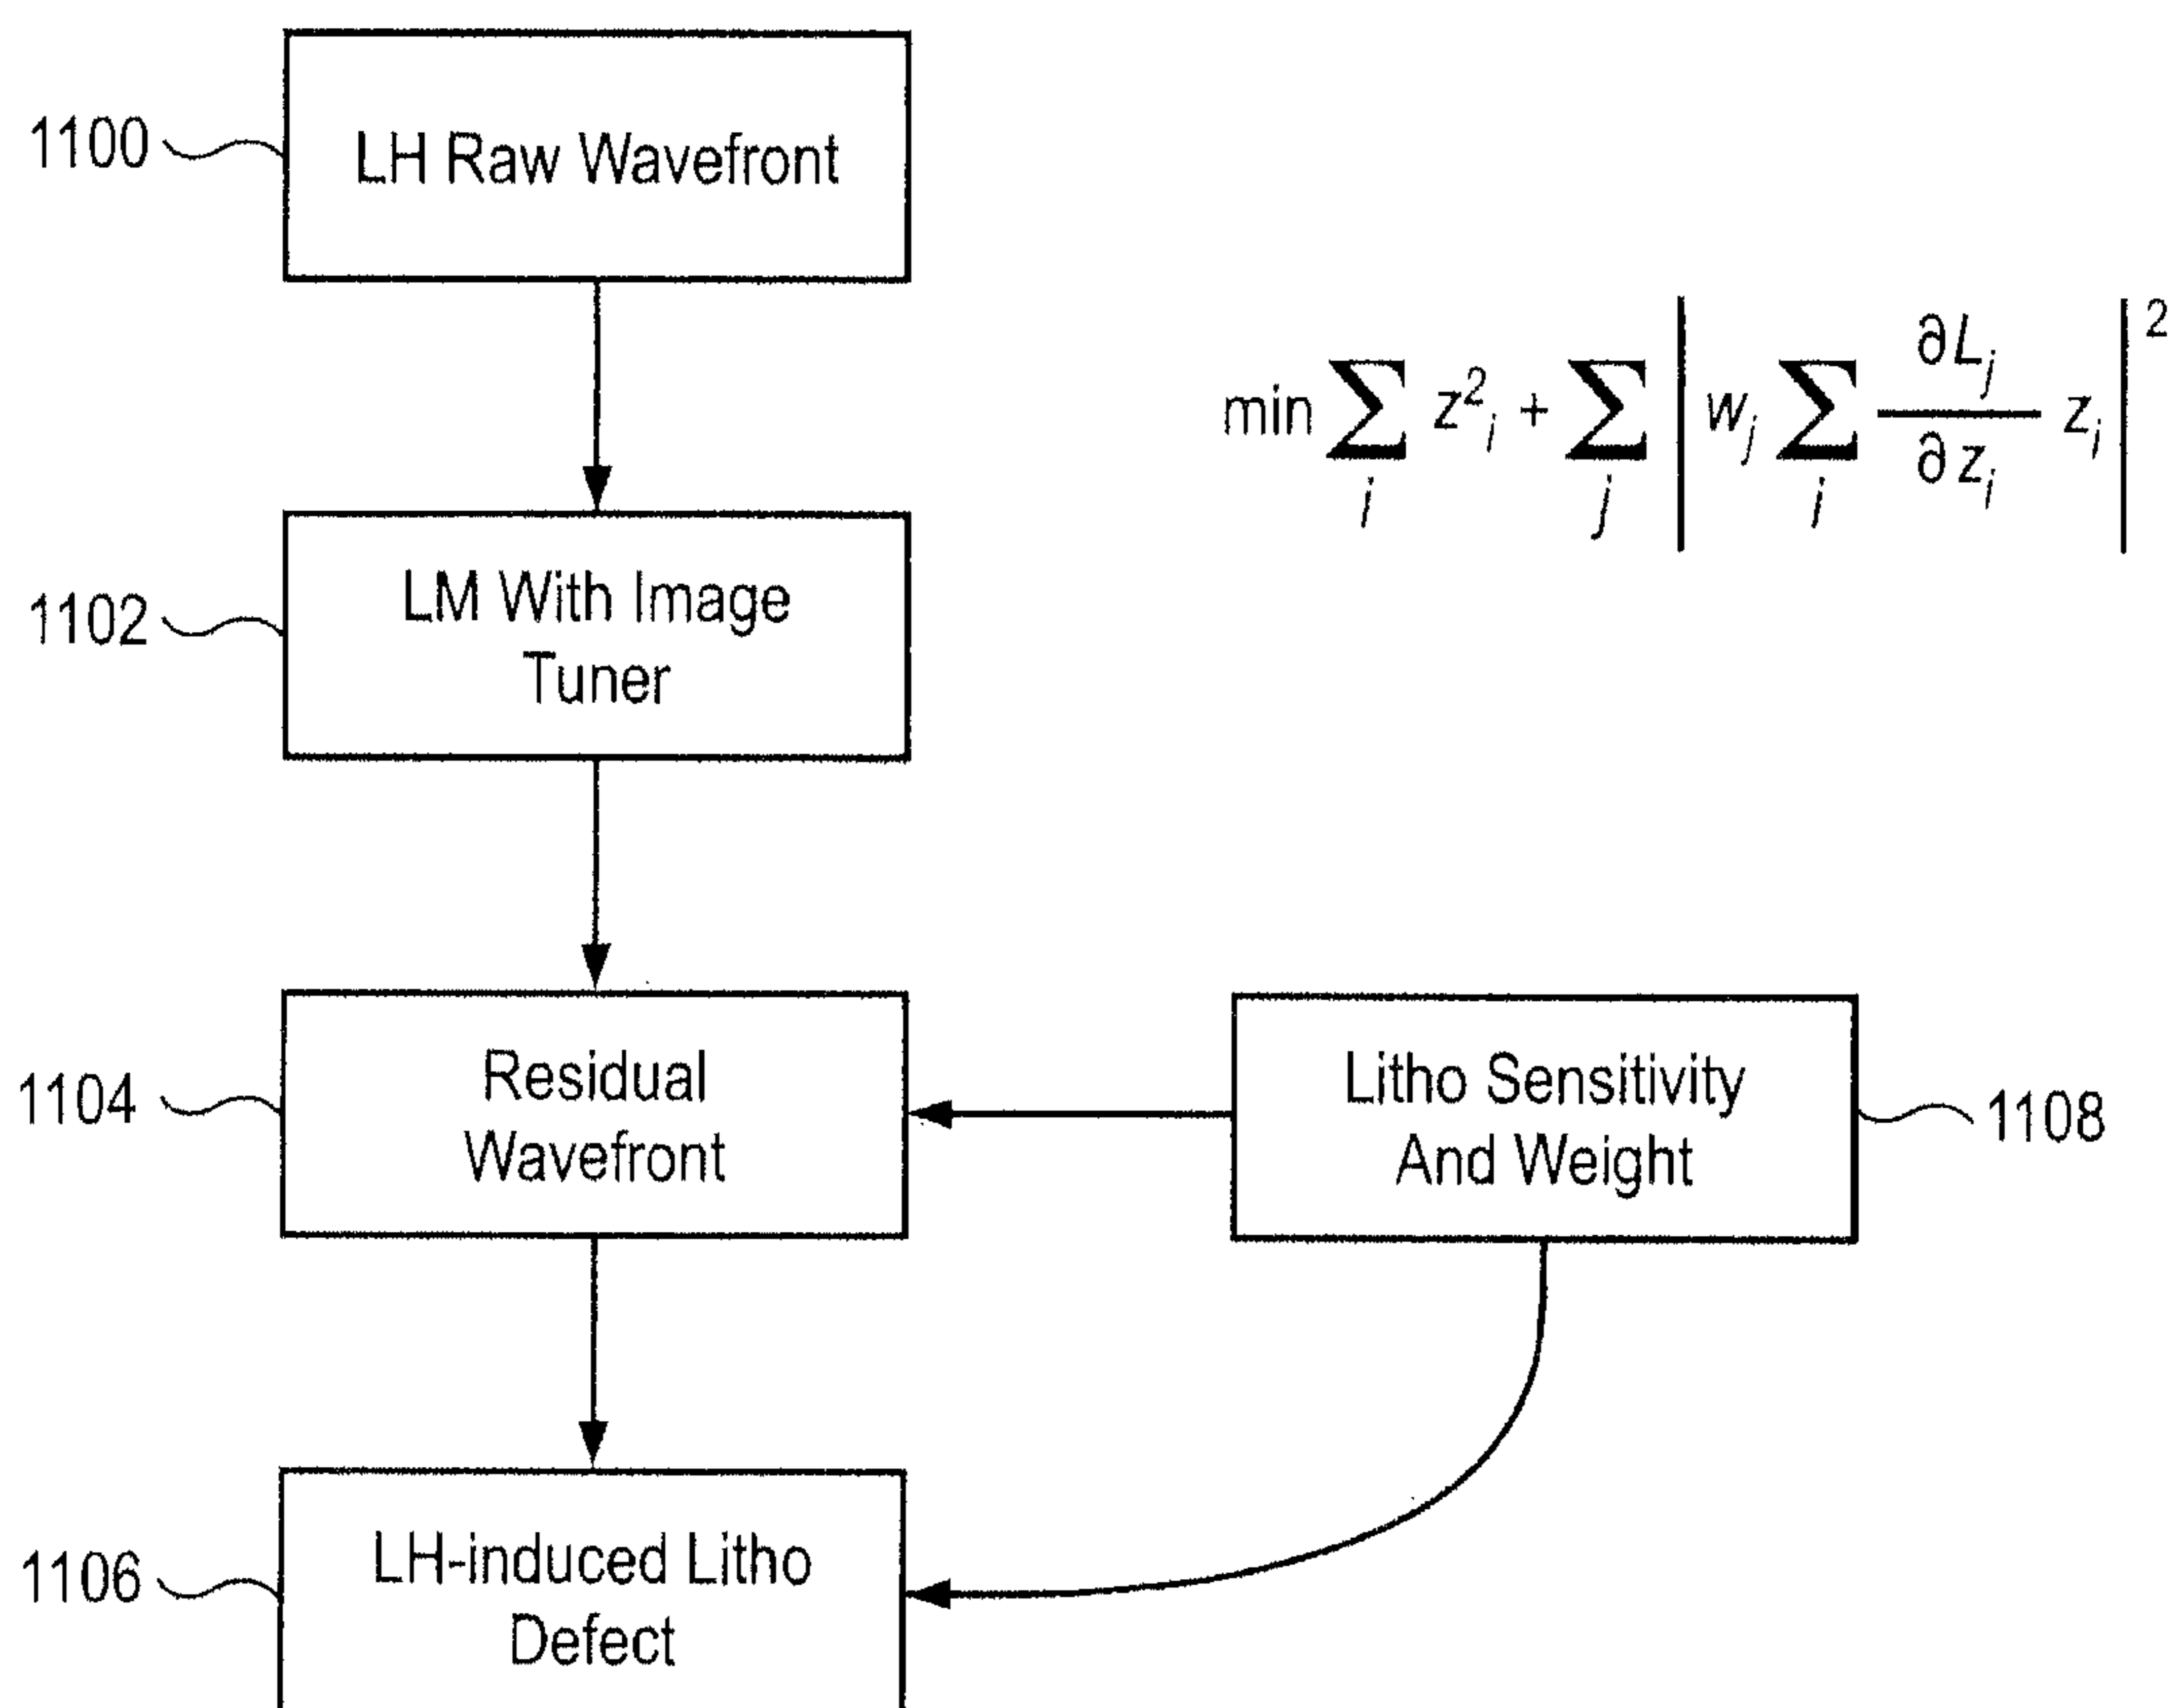 1100
LH Raw Wavefront
min ∑_i z²_i + ∑_j | w_j ∑_i ∂L_j/∂z_i z_i |²
1102
LM With Image
Tuner
1104
Residual
Wavefront
Litho Sensitivity
And Weight
1108
1106
LH-induced Litho
Defect